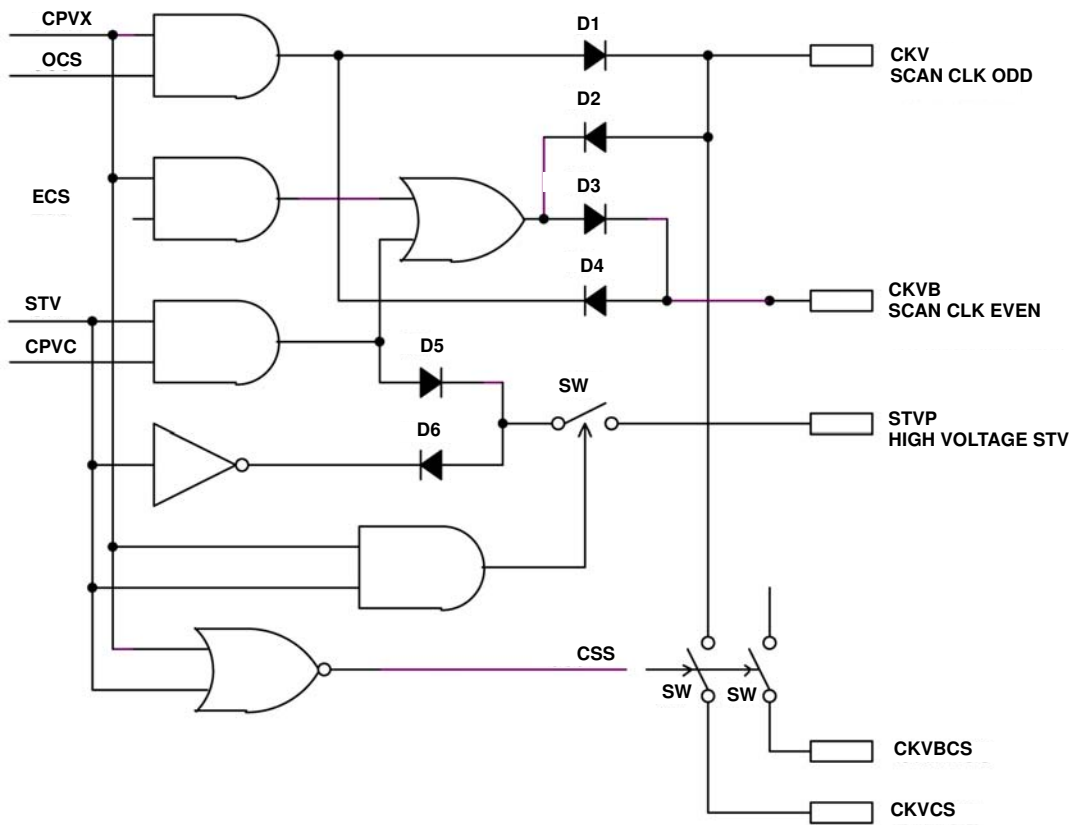 CPVX
D1
CKV
OCS
SCAN CLK ODD
D2
D3
ECS
D4
STV
CKVB
SCAN CLK EVEN
CPVC
D5
SW
STVP
D6
HIGH VOLTAGE STV
CSS
SW
SW
CKVBCS
CKVCS